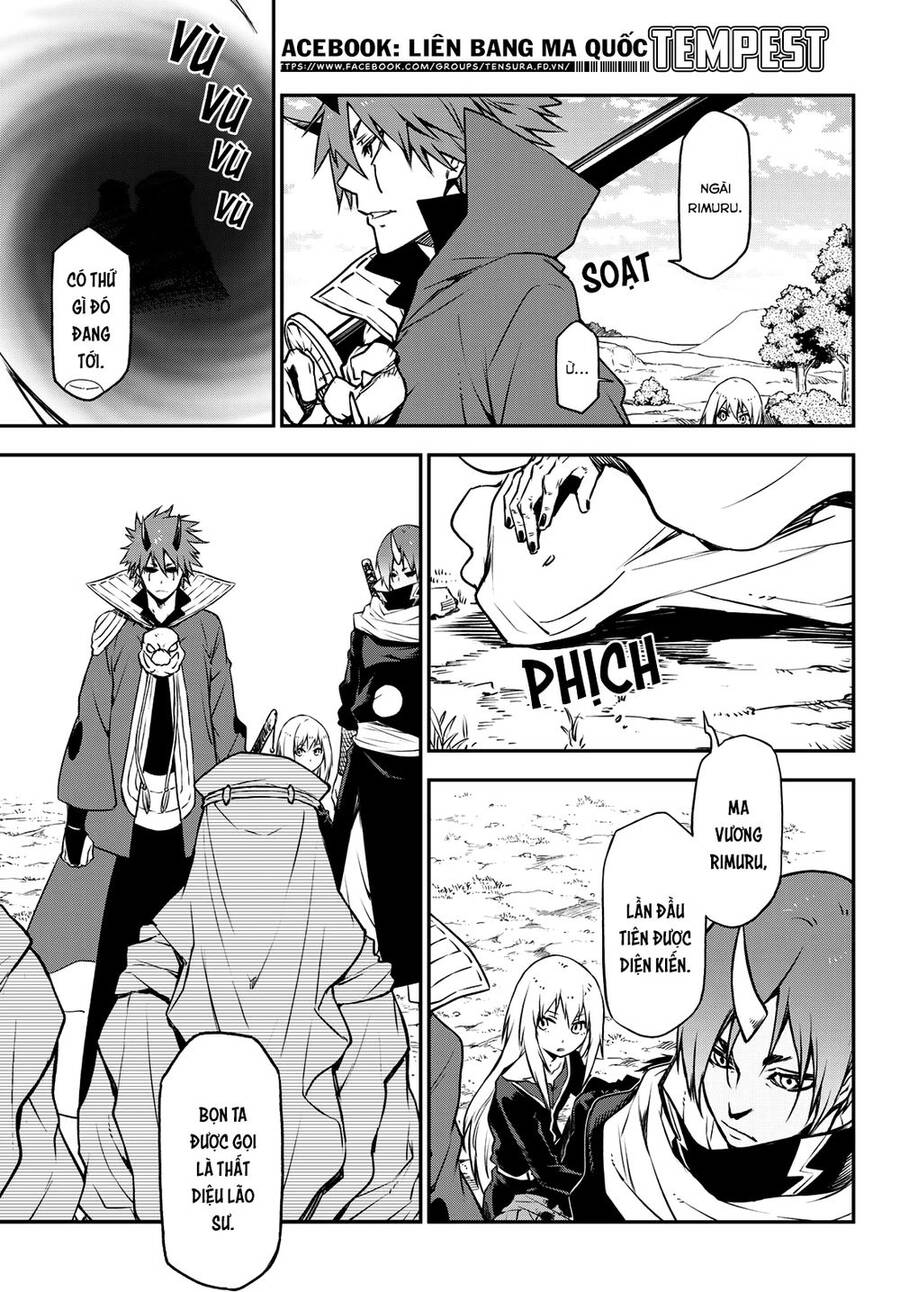 ACEBOOK: LIÊN BANG MA QUỐC TEMPEST
TTPS://WWW.FACEBOOK.COM/GROUPS/TENSURA.FD.VN/
NGÀI
RIMURU.
SOẠT
Ừ...
VÙ
VÙ
VÙ
VÙ
CÓ THỨ
GÌ ĐÓ
ĐANG
TỚI.
PHỊCH
MA
VƯƠNG
RIMURU,
LẦN ĐẦU
TIÊN ĐƯỢC
DIỆN KIẾN.
BỌN TA
ĐƯỢC GỌI
LÀ THẤT
DIỆU LÃO
SƯ.